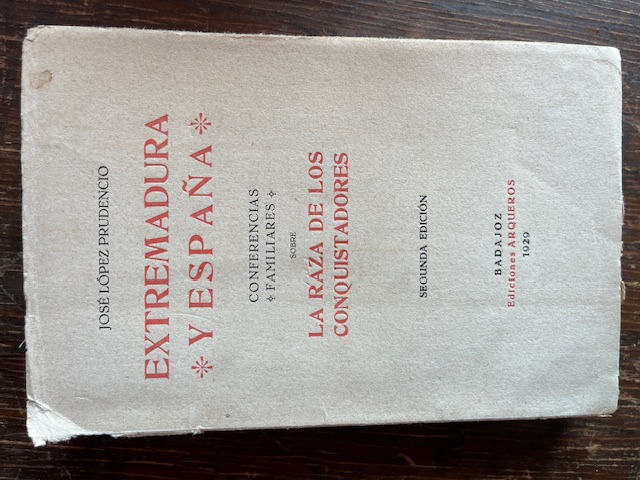 JOSÉ LÓPEZ PRUDENCIO
EXTREMADURA
Y ESPAÑA
CONFERENCIAS
FAMILIARES
SOBRE
LA RAZA DE LOS
CONQUISTADORES
SEGUNDA EDICIÓN
BADAJOZ
Ediciones ARQUEROS
1929